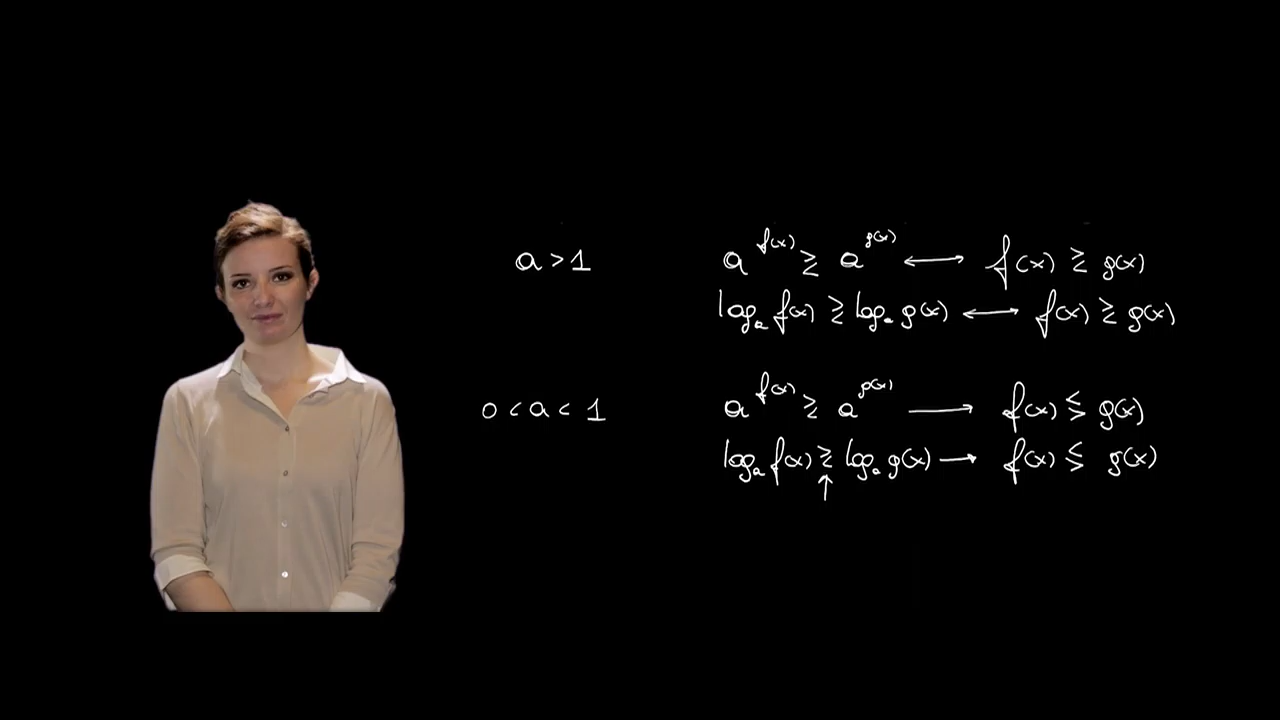 a > 1
a^f(x) ≷ a^g(x) ⟷ f(x) ≷ g(x)
log_a f(x) ≷ log_a g(x) ⟷ f(x) ≷ g(x)
0 < a < 1
a^f(x) ≷ a^g(x) ⟶ f(x) ≶ g(x)
log_a f(x) ≷ log_a g(x) ⟶ f(x) ≶ g(x)
↑